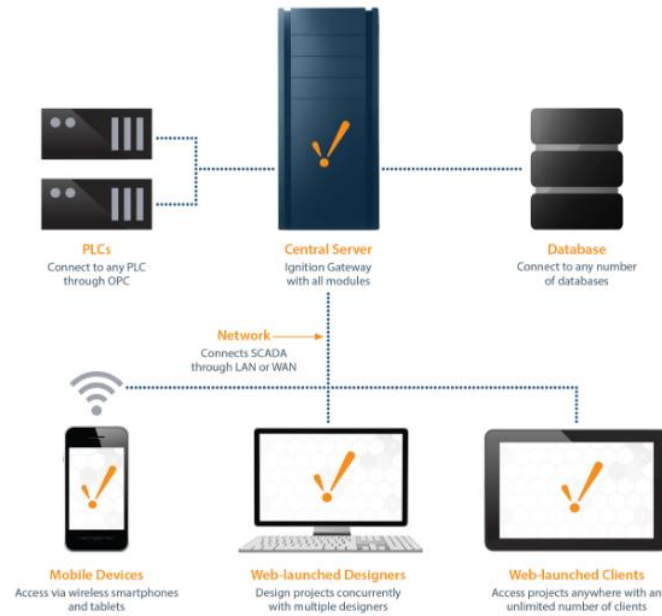 PLCs
Connect to any PLC
through OPC
Central Server
Ignition Gateway
with all modules
Database
Connect to any number
of databases
Network
Connects SCADA
through LAN or WAN
Mobile Devices
Access via wireless smartphones
and tablets
Web-launched Designers
Design projects concurrently
with multiple designers
Web-launched Clients
Access projects anywhere with an
unlimited number of clients